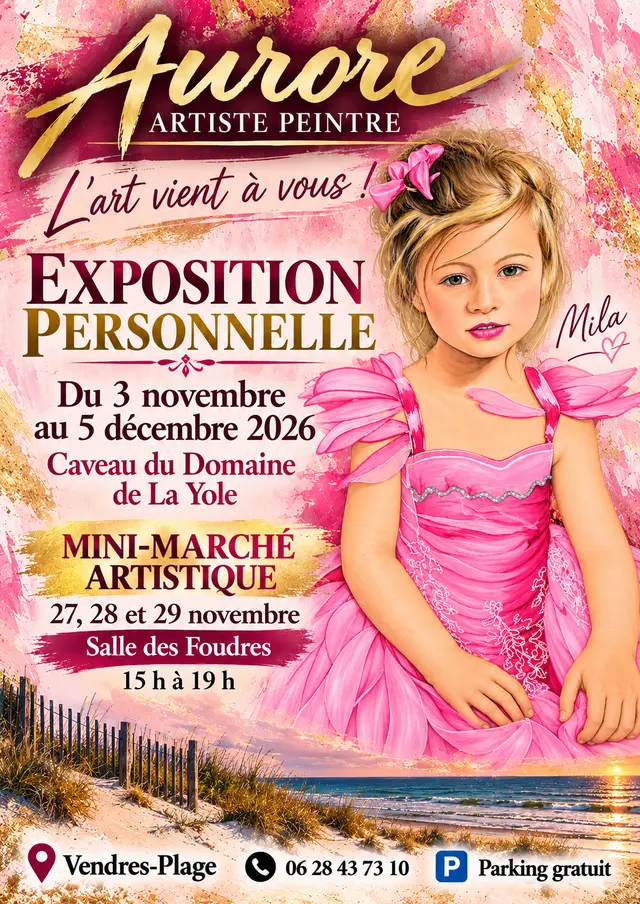 Aurore
ARTISTE PEINTRE
L'art vient à vous !
EXPOSITION
PERSONNELLE
Mila
Du 3 novembre
au 5 décembre 2026
Caveau du Domaine
de La Yole
MINI-MARCHÉ
ARTISTIQUE
27, 28 et 29 novembre
Salle des Foudres
15 h à 19 h
Vendres-Plage
06 28 43 73 10
P Parking gratuit